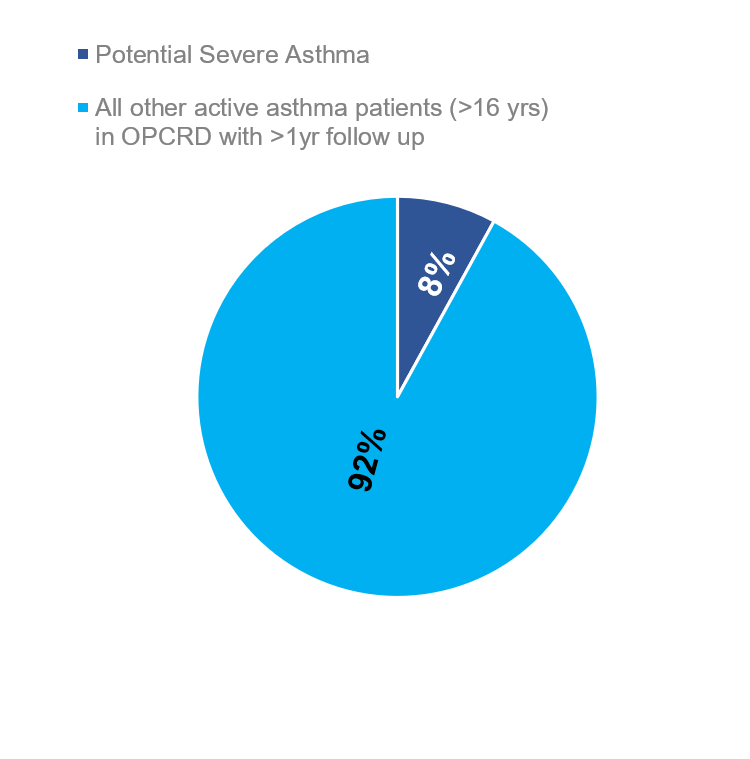 Potential Severe Asthma
All other active asthma patients (>16 yrs)
in OPCRD with >1yr follow up
8%
92%